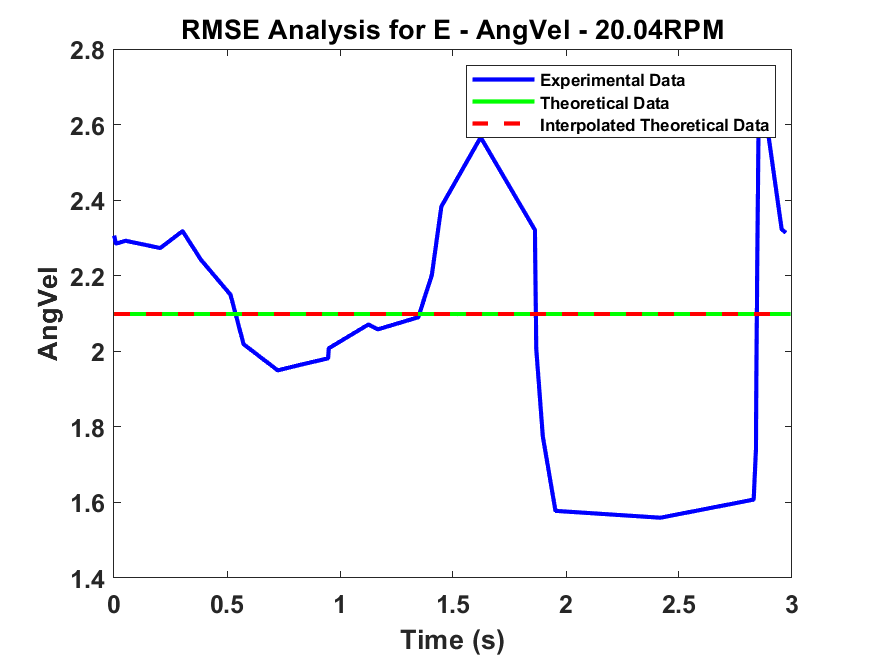 RMSE Analysis for E - AngVel - 20.04RPM
2.8
2.6
2.4
2.2
2
1.8
1.6
1.4
AngVel
Experimental Data
Theoretical Data
Interpolated Theoretical Data
0 0.5 1 1.5 2 2.5 3
Time (s)